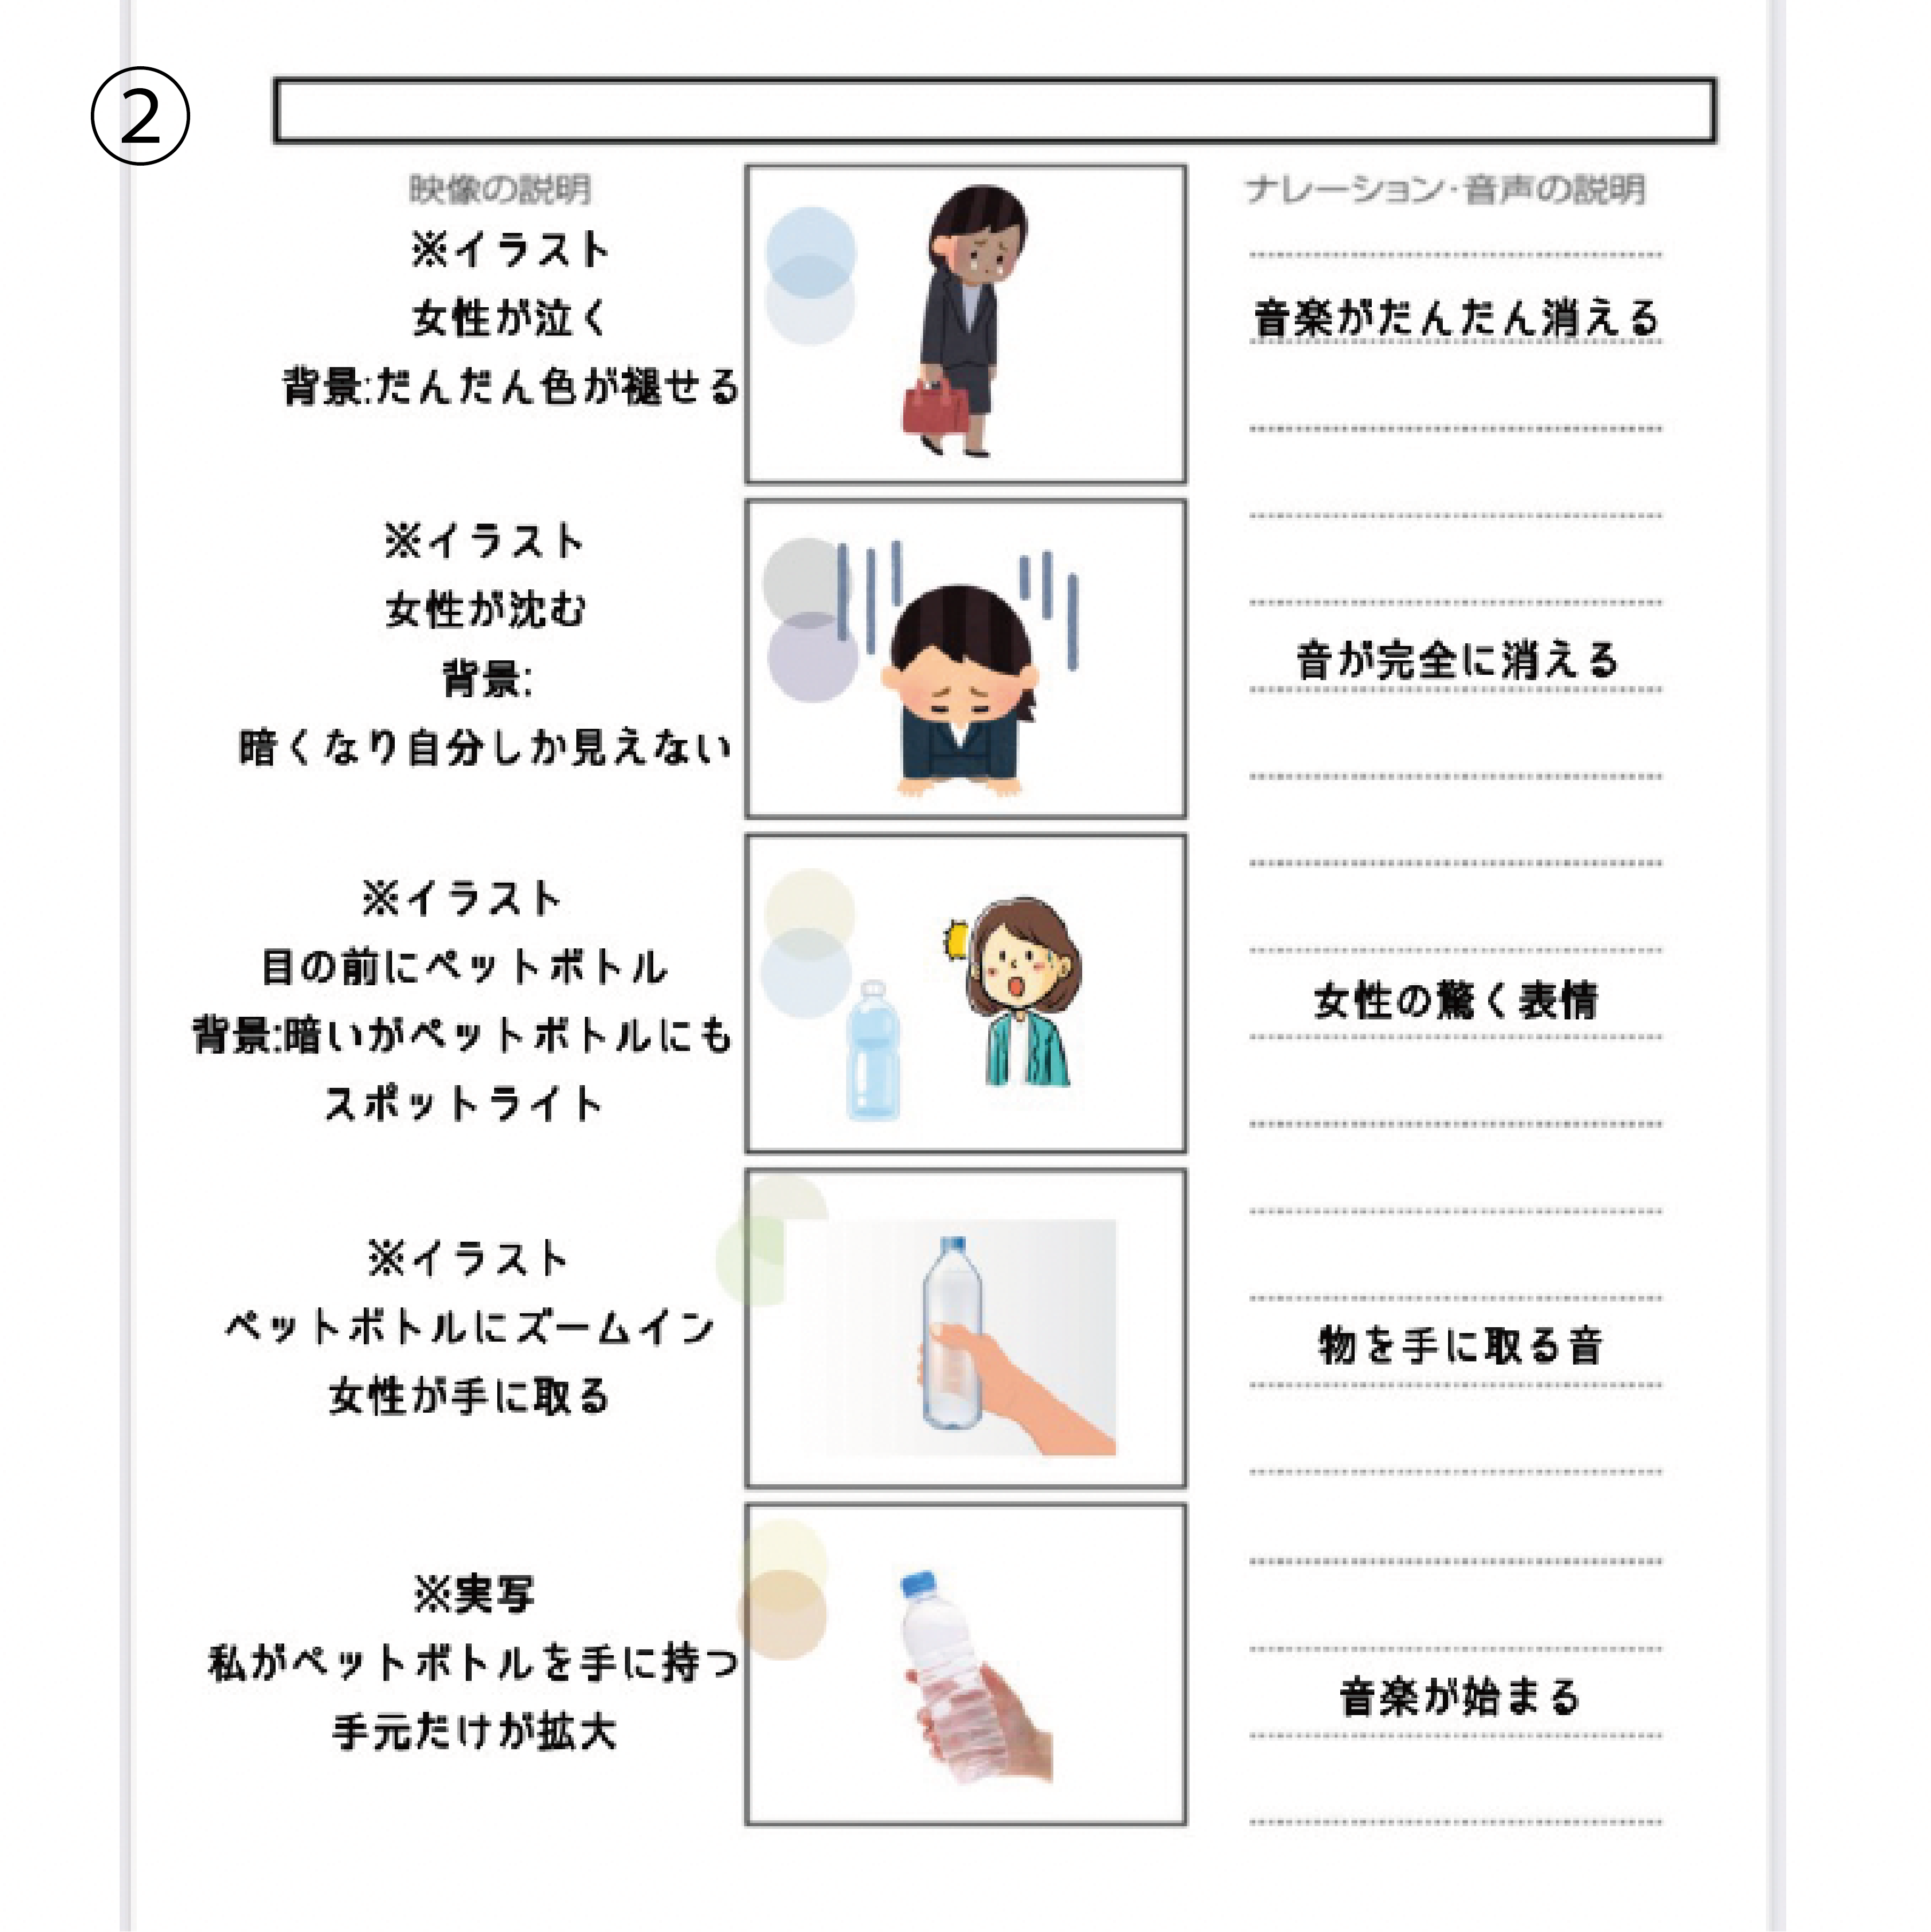 ②
映像の説明
ナレーション・音声の説明
※イラスト
女性が泣く
背景:だんだん色が褪せる
音楽がだんだん消える
※イラスト
女性が沈む
背景:
暗くなり自分しか見えない
音が完全に消える
※イラスト
目の前にペットボトル
背景:暗いがペットボトルにも
スポットライト
女性の驚く表情
※イラスト
ペットボトルにズームイン
女性が手に取る
物を手に取る音
※実写
私がペットボトルを手に持つ
手元だけが拡大
音楽が始まる